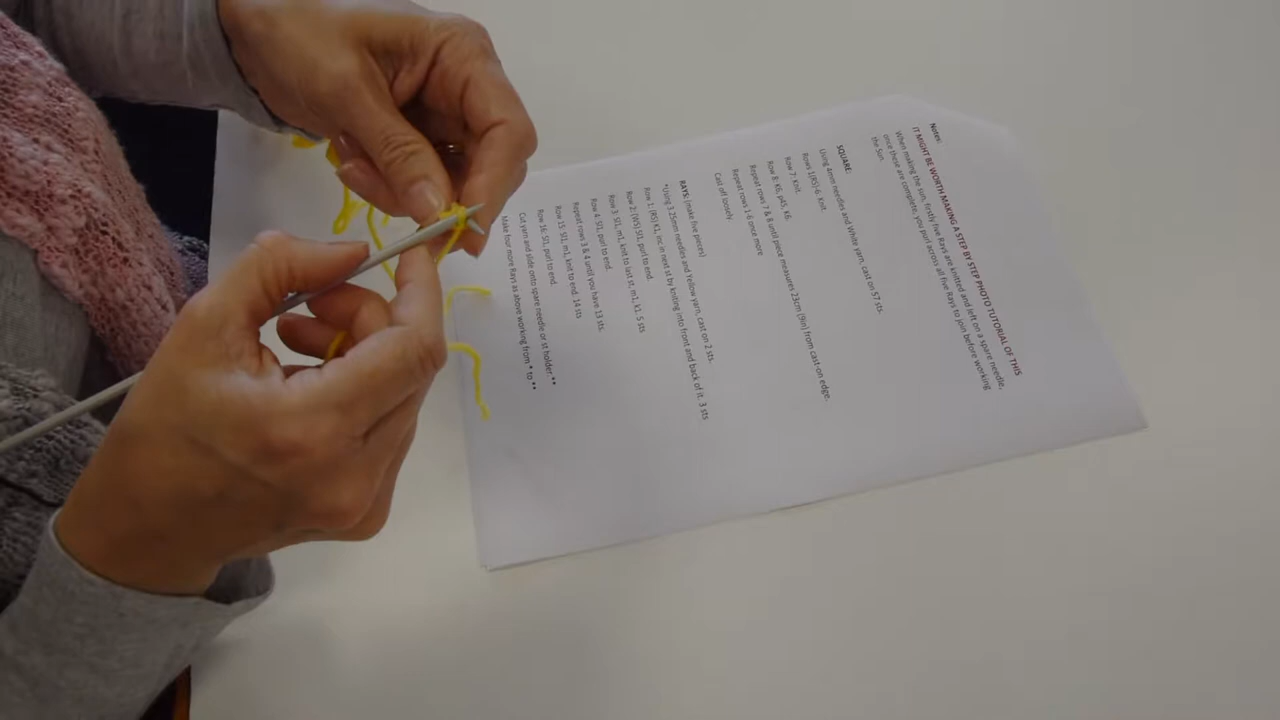 Notes:
IT MIGHT BE WORTH MAKING A STEP BY STEP PHOTO TUTORIAL OF THIS
When making the sun, firstly five Rays are knitted and left on a spare needle,
once those are complete, you purl across all five Rays to join before working
the Sun.
SQUARE:
Using 4mm needles and White yarn, cast on 57 sts.
Rows 1(RS)-6: Knit.
Row 7: Knit.
Row 8: K6, p45, k6.
Repeat rows 7 & 8 until piece measures 23cm (9in) from cast-on edge.
Repeat rows 1-6 once more
Cast off loosely
RAYS: (make five pieces)
*Using 3.25mm needles and Yellow yarn, cast on 2 sts.
Row 1: (RS) K1, inc in next st by knitting into front and back of it. 3 sts
Row 2: (WS) Sl1, purl to end.
Row 3: Sl1, m1, knit to last st, m1, k1. 5 sts
Row 4: Sl1, purl to end.
Repeat rows 3 & 4 until you have 13 sts.
Row 15: Sl1, m1, knit to end. 14 sts
Row 16: Sl1, purl to end.
Cut yarn and slide onto spare needle or st holder. **
Make four more Rays as above working from * to **